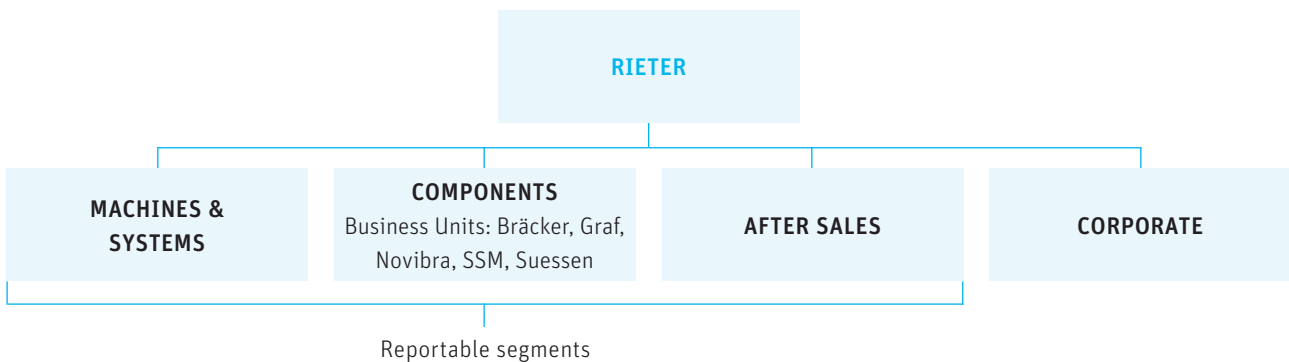 RIETER
MACHINES &
SYSTEMS
COMPONENTS
Business Units: Bräcker, Graf,
Novibra, SSM, Suessen
AFTER SALES
CORPORATE
Reportable segments